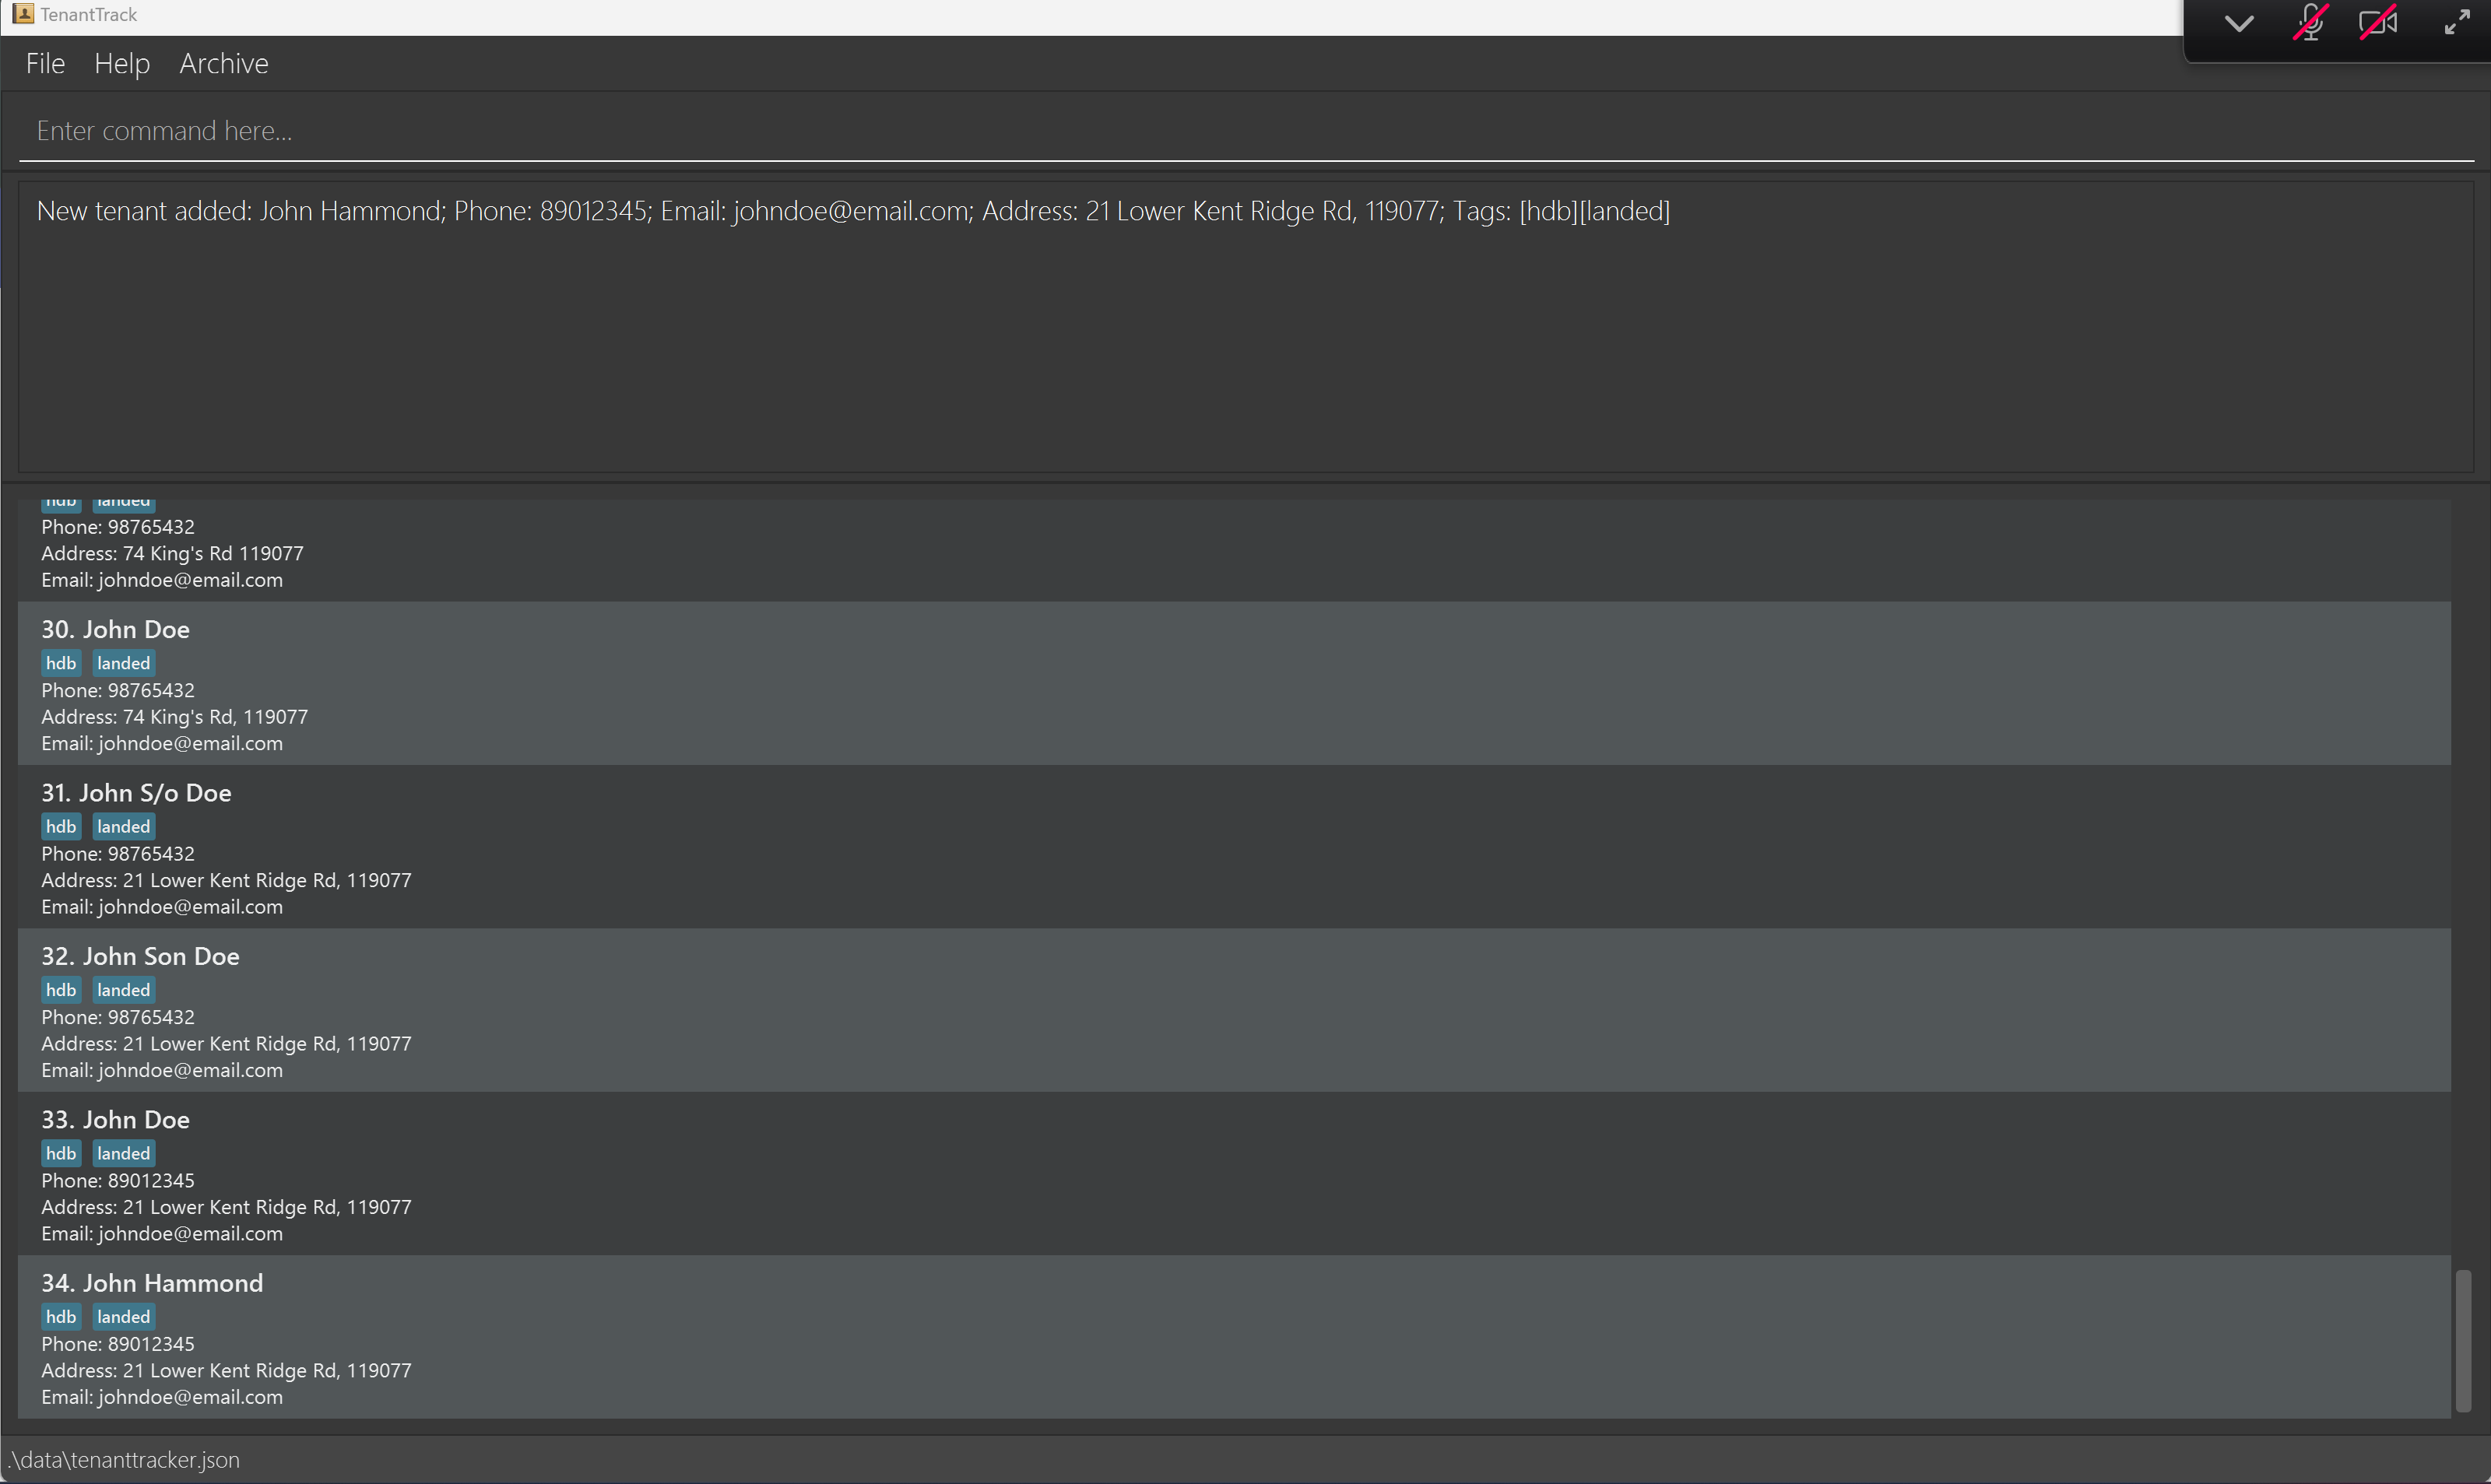 TenantTrack
File Help Archive
Enter command here...
New tenant added: John Hammond; Phone: 89012345; Email: johndoe@email.com; Address: 21 Lower Kent Ridge Rd, 119077; Tags: [hdb][landed]
hdb landed
Phone: 98765432
Address: 74 King's Rd 119077
Email: johndoe@email.com
30. John Doe
hdb landed
Phone: 98765432
Address: 74 King's Rd, 119077
Email: johndoe@email.com
31. John S/o Doe
hdb landed
Phone: 98765432
Address: 21 Lower Kent Ridge Rd, 119077
Email: johndoe@email.com
32. John Son Doe
hdb landed
Phone: 98765432
Address: 21 Lower Kent Ridge Rd, 119077
Email: johndoe@email.com
33. John Doe
hdb landed
Phone: 89012345
Address: 21 Lower Kent Ridge Rd, 119077
Email: johndoe@email.com
34. John Hammond
hdb landed
Phone: 89012345
Address: 21 Lower Kent Ridge Rd, 119077
Email: johndoe@email.com
.\data\tenanttracker.json